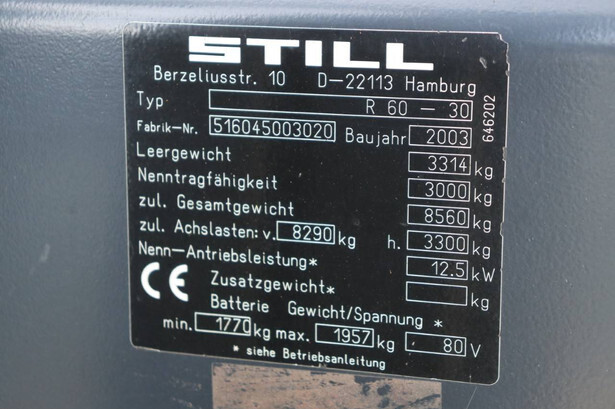 STILL
Berzeliusstr. 10 D-22113 Hamburg
Typ R 60 - 30
Fabrik-Nr. 516045003020 Baujahr 2003
646202
Leergewicht 3314 kg
Nenntragfähigkeit 3000 kg
zul. Gesamtgewicht 8560 kg
zul. Achslasten: v. 8290 kg h. 3300 kg
Nenn-Antriebsleistung* 12.5 kW
CE Zusatzgewicht* kg
Batterie Gewicht/Spannung *
min. 1770 kg max. 1957 kg 80 V
* siehe Betriebsanleitung